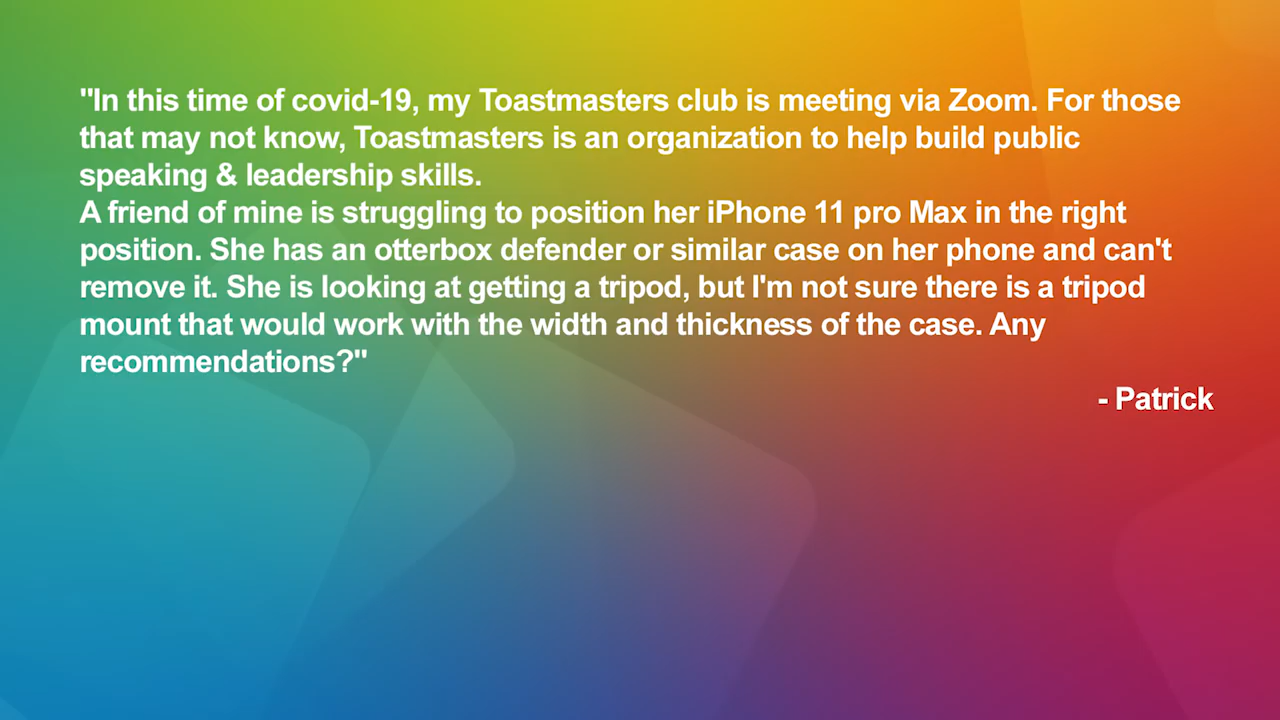 "In this time of covid-19, my Toastmasters club is meeting via Zoom. For those
that may not know, Toastmasters is an organization to help build public
speaking & leadership skills.
A friend of mine is struggling to position her iPhone 11 pro Max in the right
position. She has an otterbox defender or similar case on her phone and can't
remove it. She is looking at getting a tripod, but I'm not sure there is a tripod
mount that would work with the width and thickness of the case. Any
recommendations?"
- Patrick